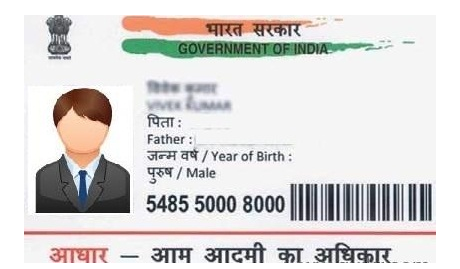 भारत सरकार
GOVERNMENT OF INDIA
VIVEK KUMAR
पिता :
Father :
जन्म वर्ष / Year of Birth :
पुरुष / Male
5485 5000 8000
आधार — आम आदमी का अधिकार